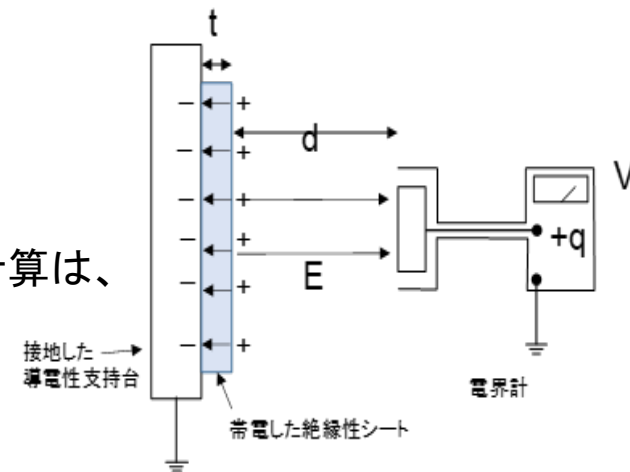 t
d
V
+q
算は、
E
接地した
導電性支持台
電界計
帯電した絶縁性シート
− +
− +
− +
− +
− +
− +